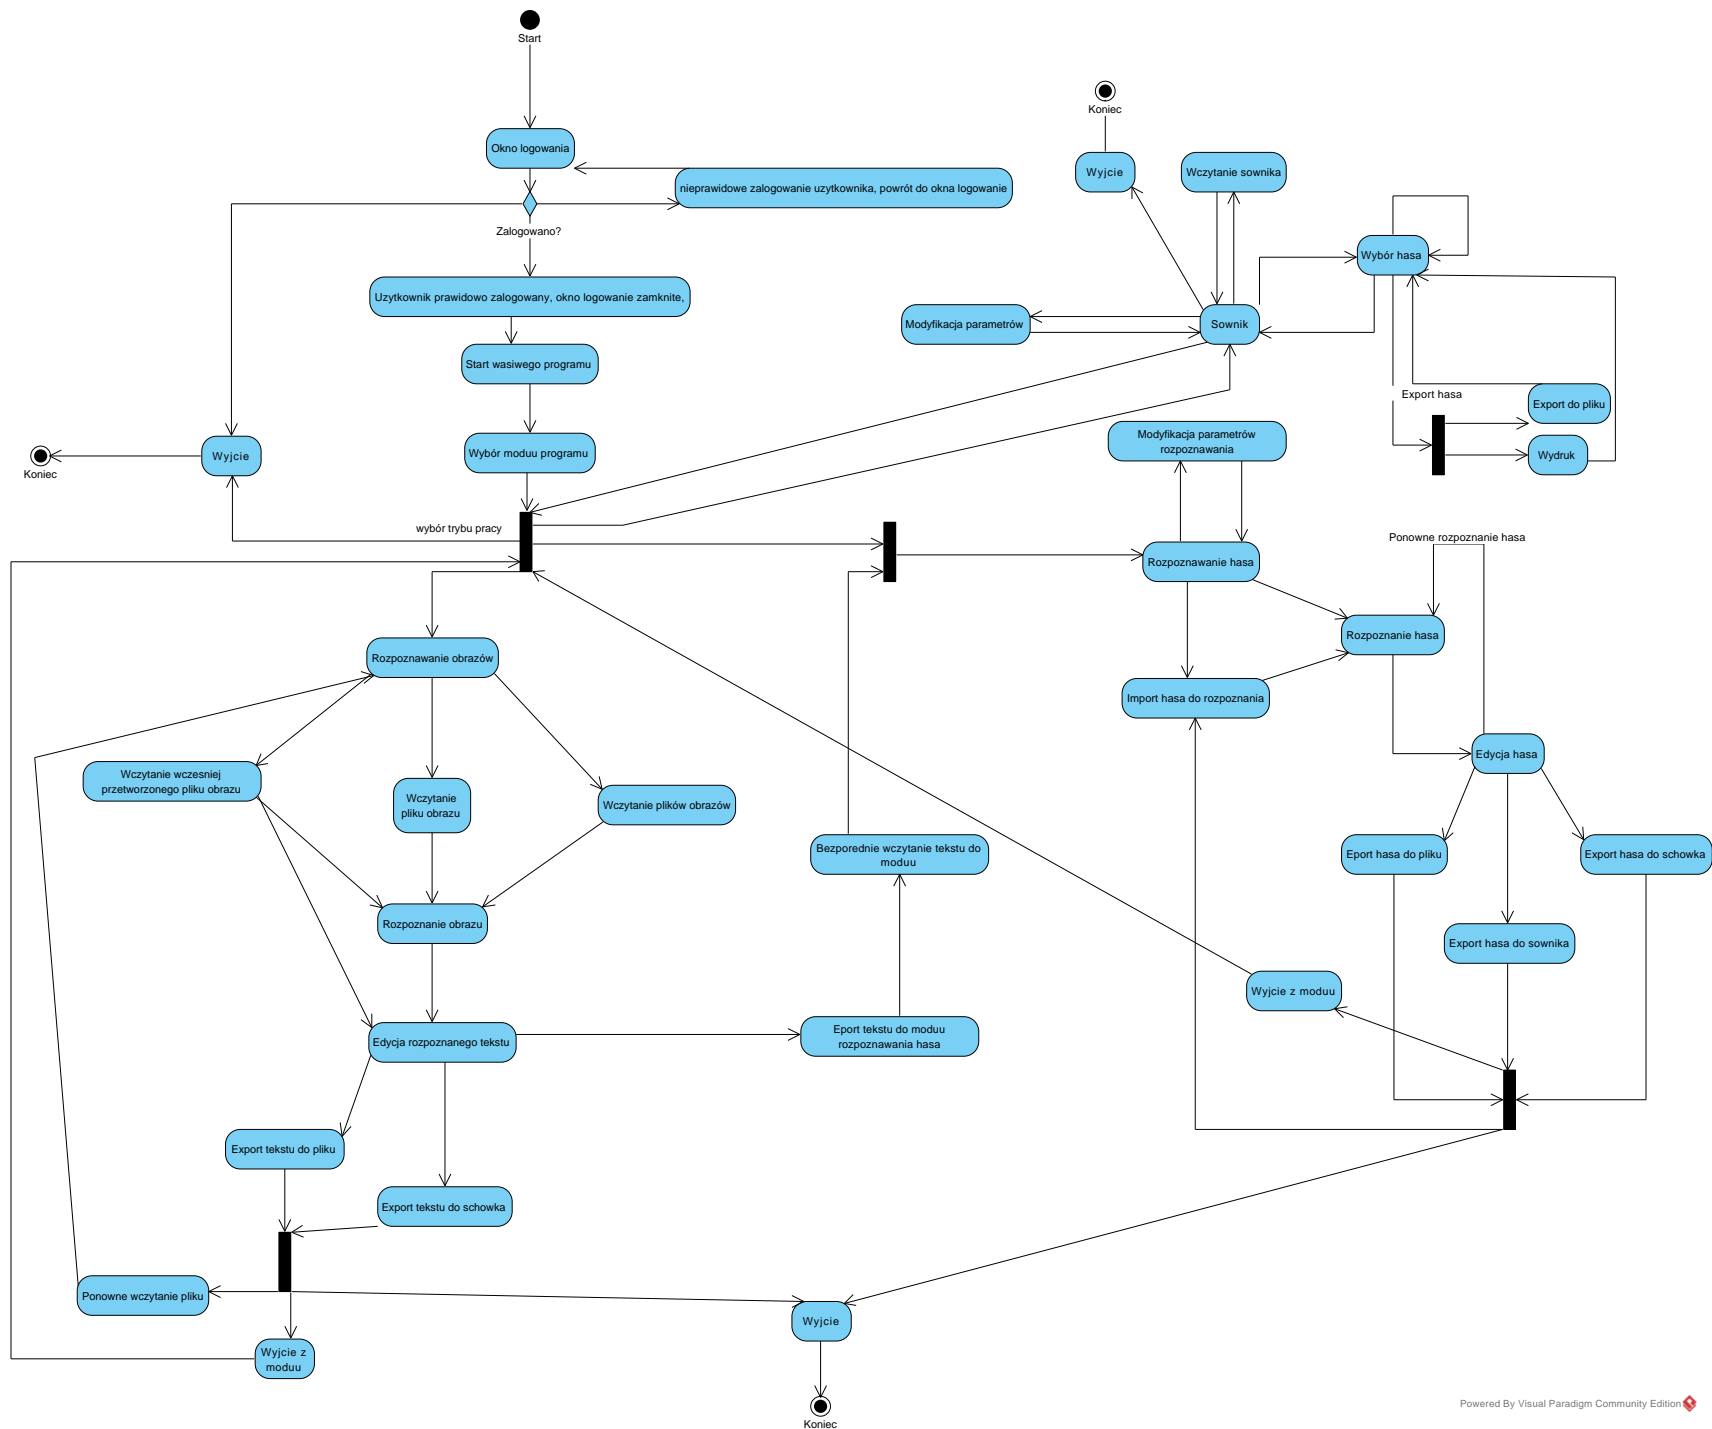 Start
Koniec
Okno logowania
Wyjcie
Wczytanie sownika
nieprawidowe zalogowanie uzytkownika, powrót do okna logowanie
Zalogowano?
Wybór hasa
Uzytkownik prawidowo zalogowany, okno logowanie zamknite,
Modyfikacja parametrów
Sownik
Start wasiwego programu
Export hasa
Export do pliku
Wybór moduu programu
Modyfikacja parametrów
rozpoznawania
Wyjcie
Koniec
Wydruk
wybór trybu pracy
Ponowne rozpoznanie hasa
Rozpoznawanie hasa
Rozpoznanie hasa
Rozpoznawanie obrazów
Import hasa do rozpoznania
Edycja hasa
Wczytanie wczesniej
przetworzonego pliku obrazu
Wczytanie
pliku obrazu
Wczytanie plików obrazów
Bezporednie wczytanie tekstu do
moduu
Eport hasa do pliku
Export hasa do schowka
Rozpoznanie obrazu
Export hasa do sownika
Wyjcie z moduu
Edycja rozpoznanego tekstu
Eport tekstu do moduu
rozpoznawania hasa
Export tekstu do pliku
Export tekstu do schowka
Ponowne wczytanie pliku
Wyjcie
Wyjcie z
moduu
Koniec
Powered By Visual Paradigm Community Edition